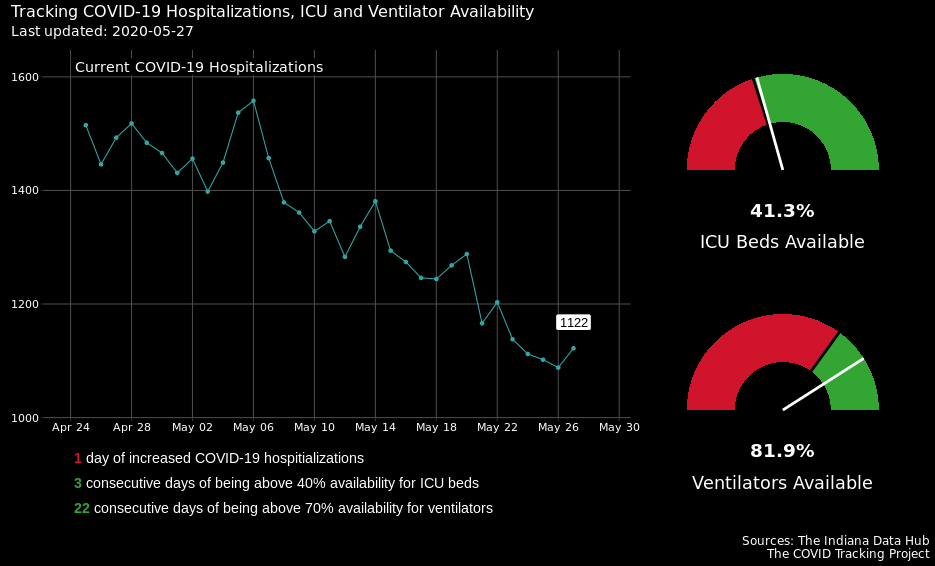 Tracking COVID-19 Hospitalizations, ICU and Ventilator Availability
Last updated: 2020-05-27
Current COVID-19 Hospitalizations
1600
1400
1200
1000
1122
Apr 24
Apr 28
May 02
May 06
May 10
May 14
May 18
May 22
May 26
May 30
1 day of increased COVID-19 hospitializations
3 consecutive days of being above 40% availability for ICU beds
22 consecutive days of being above 70% availability for ventilators
41.3%
ICU Beds Available
81.9%
Ventilators Available
Sources: The Indiana Data Hub
The COVID Tracking Project